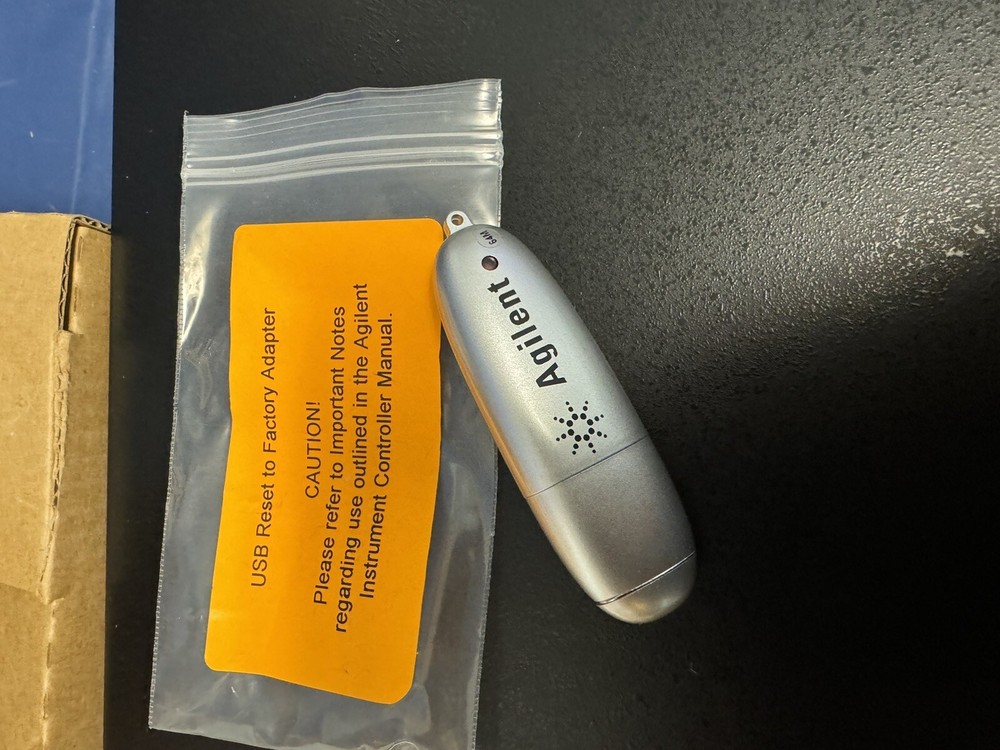 USB Reset to Factory Adapter
CAUTION!
Please refer to Important Notes
regarding use outlined in the Agilent
Instrument Controller Manual.
Agilent
64M